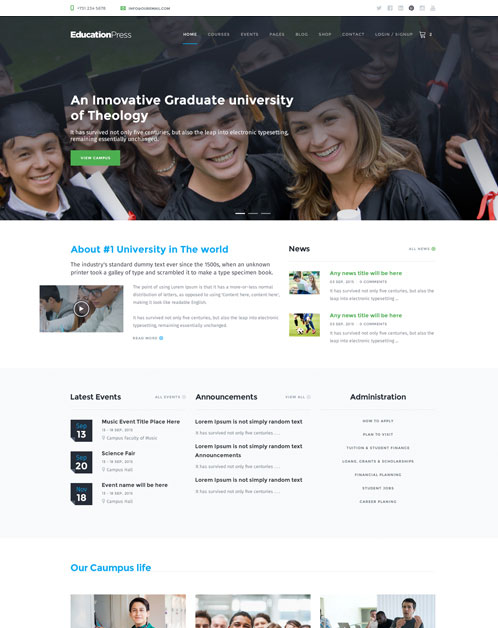 +701 234 5678
INFO@OUREMAIL.COM
EducationPress
HOME
COURSES
EVENTS
PAGES
BLOG
SHOP
CONTACT
LOGIN / SIGNUP
An Innovative Graduate university
of Theology
It has survived not only five centuries, but also the leap into electronic typesetting,
remaining essentially unchanged.
VIEW CAMPUS
About #1 University in The world
The industry's standard dummy text ever since the 1500s, when an unknown
printer took a galley of type and scrambled it to make a type specimen book.
The point of using Lorem Ipsum is that it has a more-or-less normal
distribution of letters, as opposed to using 'Content here, content here',
making it look like readable English.
It has survived not only five centuries, but also the leap into electronic
typesetting, remaining essentially unchanged.
READ MORE
News
ALL NEWS
Any news title will be here
03 SEP, 2015
0 COMMENTS
It has survived not only five centuries, but also the
leap into electronic typesetting ...
Any news title will be here
03 SEP, 2015
0 COMMENTS
It has survived not only five centuries, but also the
leap into electronic typesetting ...
Latest Events
ALL EVENTS
Sep
13
Music Event Title Place Here
13 - 18 SEP, 2015
Campus Faculty of Music
Sep
20
Science Fair
13 - 18 SEP, 2015
Campus Hall
Nov
18
Event name will be here
13 - 18 SEP, 2015
Campus Hall
Announcements
VIEW ALL
Lorem Ipsum is not simply random text
It has survived not only five centuries ....
Lorem Ipsum is not simply random text
Announcements
It has survived not only five centuries ....
Lorem Ipsum is not simply random text
It has survived not only five centuries ....
Administration
HOW TO APPLY
PLAN TO VISIT
TUITION & STUDENT FINANCE
LOANS, GRANTS & SCHOLARSHIPS
FINANCIAL PLANNING
STUDENT JOBS
CAREER PLANING
Our Caumpus life